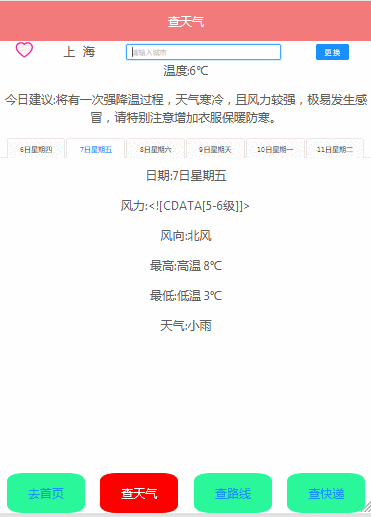 查天气
上 海 请输入城市 更换
温度:6℃
今日建议:将有一次强降温过程，天气寒冷，且风力较强，极易发生感
冒，请特别注意增加衣服保暖防寒。
6日星期四 7日星期五 8日星期六 9日星期天 10日星期一 11日星期二
日期:7日星期五
风力:<![CDATA[5-6级]]>
风向:北风
最高:高温 8℃
最低:低温 3℃
天气:小雨
去首页 查天气 查路线 查快递